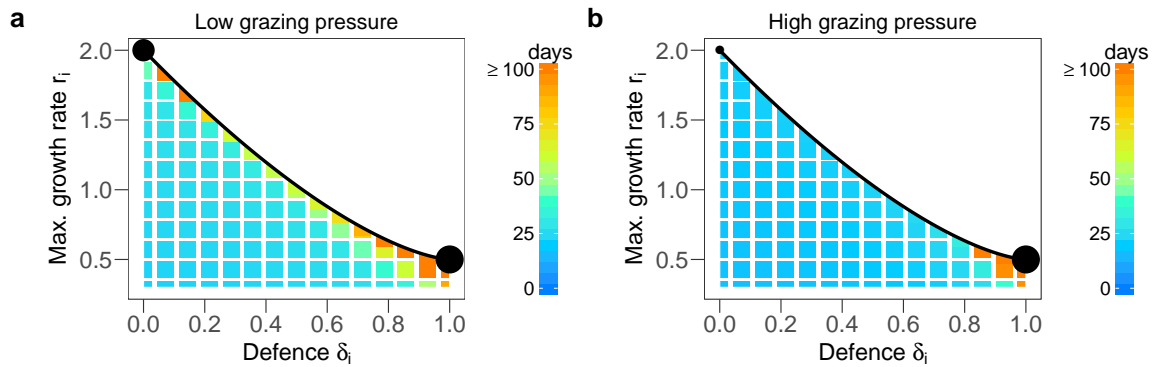 a
Low grazing pressure
Max. growth rate rᵢ
2.0
1.5
1.0
0.5
0.0 0.2 0.4 0.6 0.8 1.0
Defence δᵢ
days
≥ 100
75
50
25
0
b
High grazing pressure
Max. growth rate rᵢ
2.0
1.5
1.0
0.5
0.0 0.2 0.4 0.6 0.8 1.0
Defence δᵢ
days
≥ 100
75
50
25
0